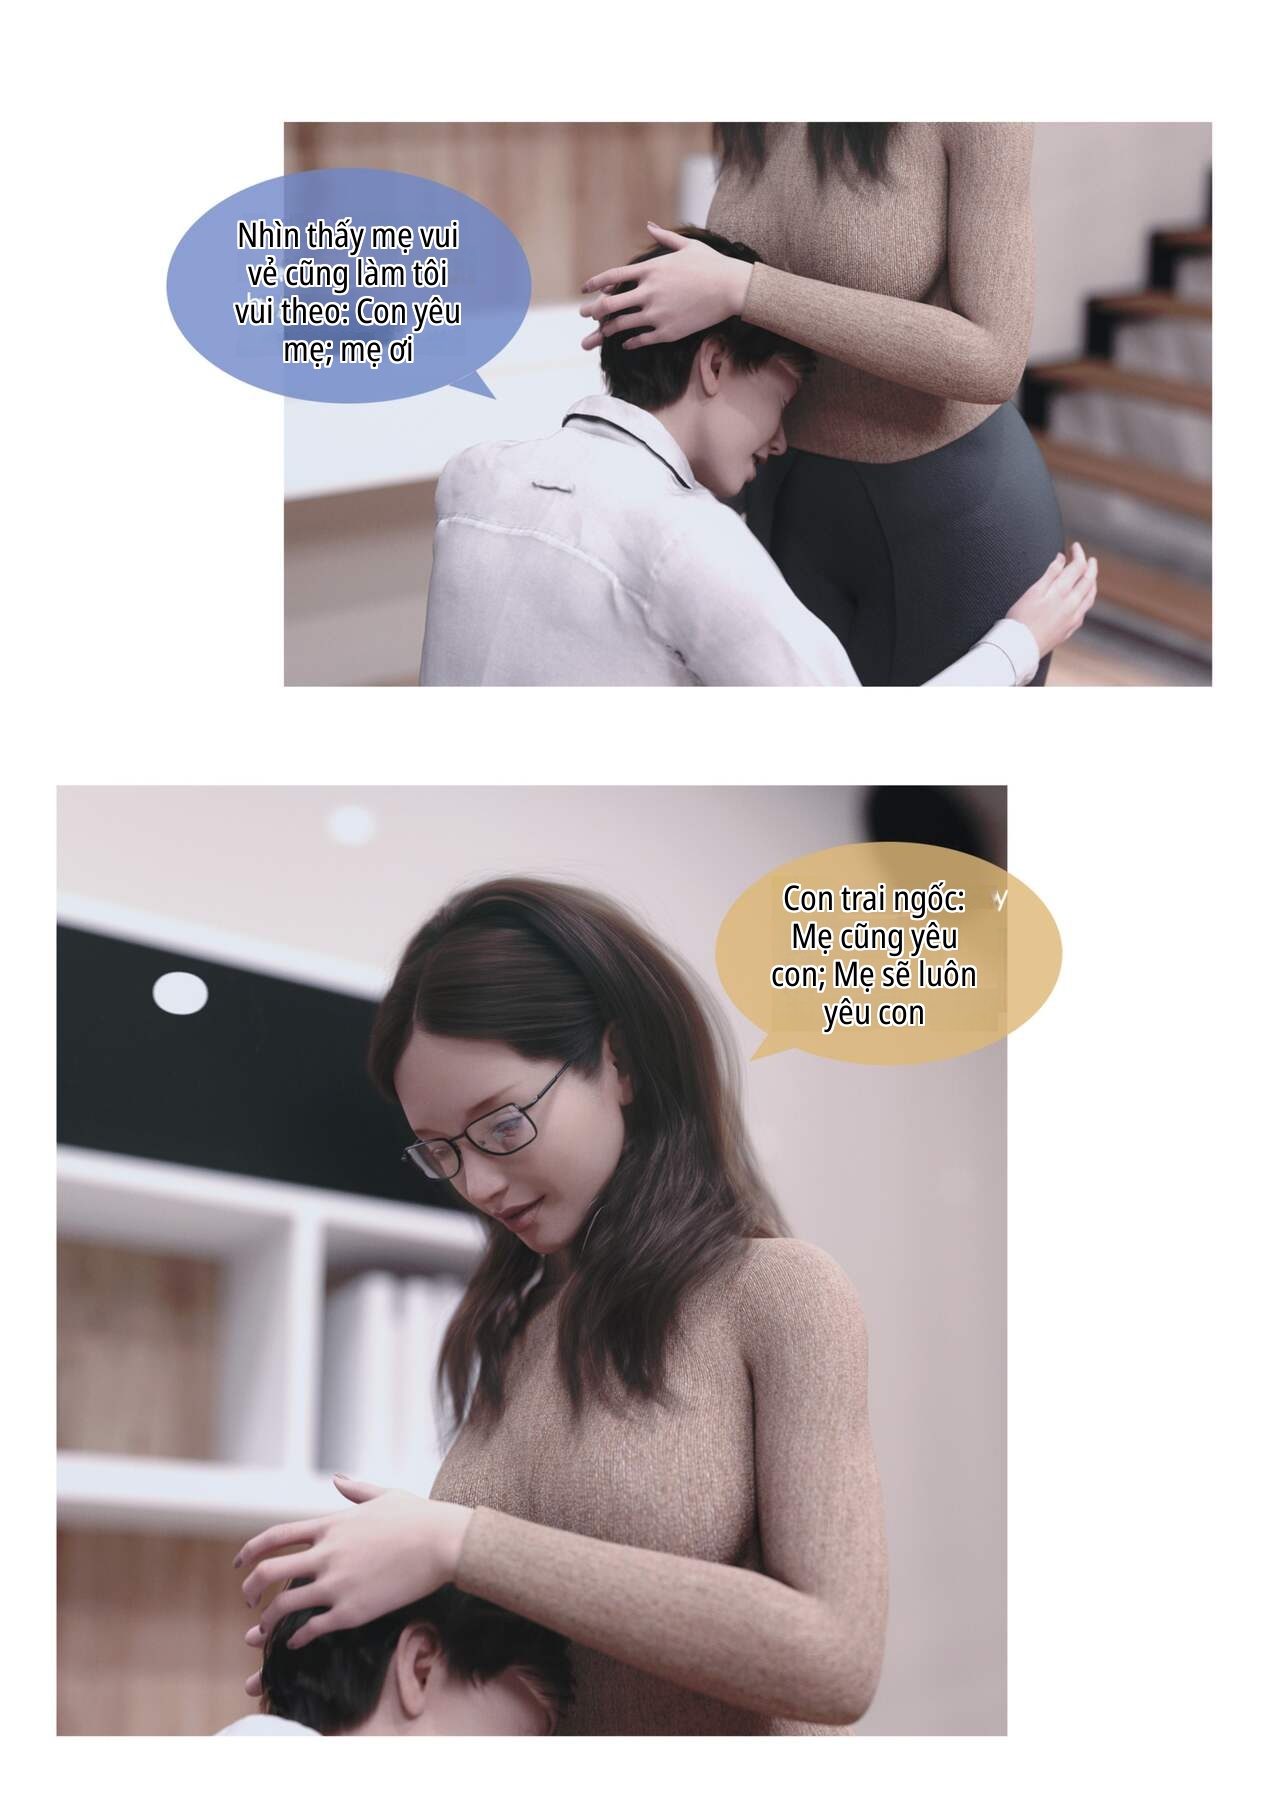 Nhìn thấy mẹ vui
vẻ cũng làm tôi
vui theo: Con yêu
mẹ; mẹ ơi
Con trai ngốc:
Mẹ cũng yêu
con; Mẹ sẽ luôn
yêu con